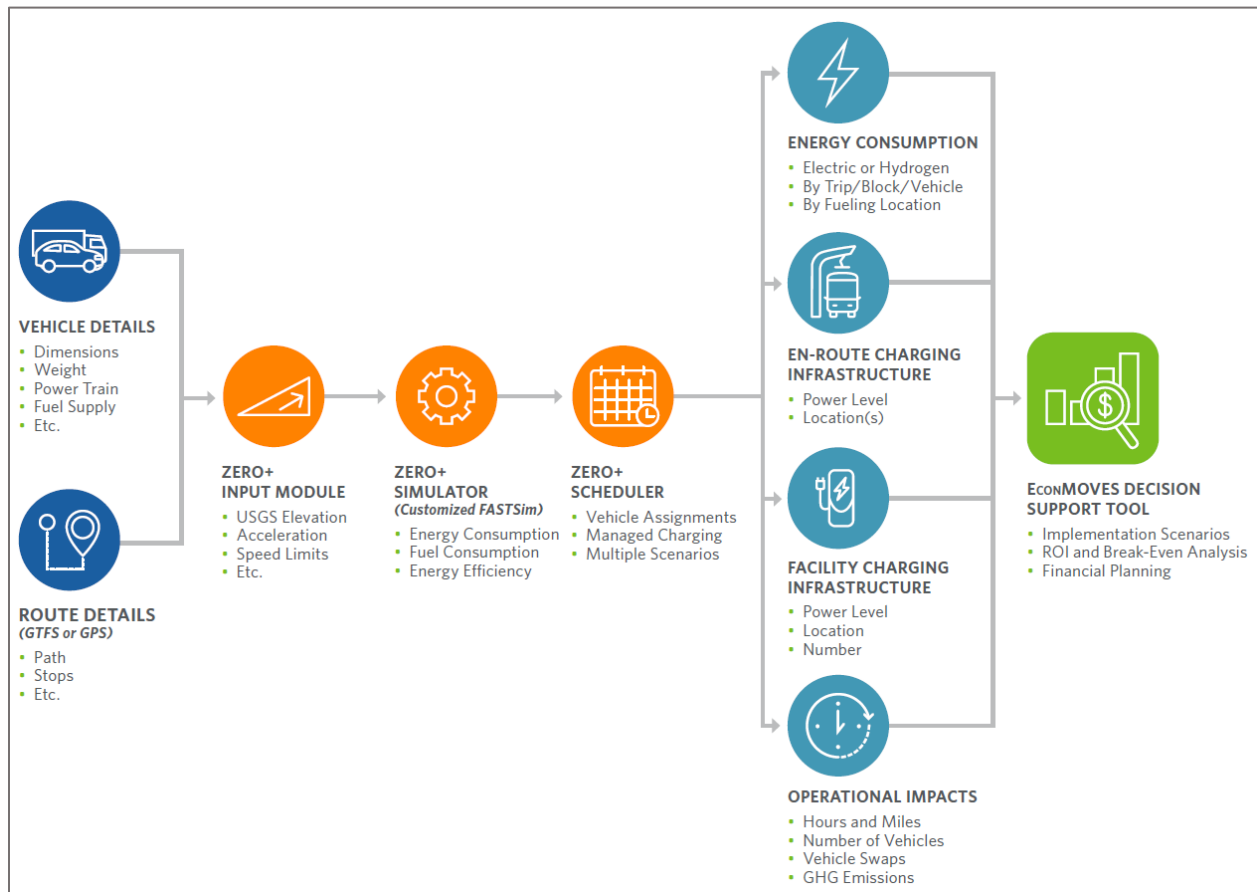 VEHICLE DETAILS
• Dimensions
• Weight
• Power Train
• Fuel Supply
• Etc.
ROUTE DETAILS
(GTFS or GPS)
• Path
• Stops
• Etc.
ZERO+
INPUT MODULE
• USGS Elevation
• Acceleration
• Speed Limits
• Etc.
ZERO+
SIMULATOR
(Customized FASTSim)
• Energy Consumption
• Fuel Consumption
• Energy Efficiency
ZERO+
SCHEDULER
• Vehicle Assignments
• Managed Charging
• Multiple Scenarios
ENERGY CONSUMPTION
• Electric or Hydrogen
• By Trip/Block/Vehicle
• By Fueling Location
EN-ROUTE CHARGING
INFRASTRUCTURE
• Power Level
• Location(s)
FACILITY CHARGING
INFRASTRUCTURE
• Power Level
• Location
• Number
OPERATIONAL IMPACTS
• Hours and Miles
• Number of Vehicles
• Vehicle Swaps
• GHG Emissions
$
ECONMOVES DECISION
SUPPORT TOOL
• Implementation Scenarios
• ROI and Break-Even Analysis
• Financial Planning